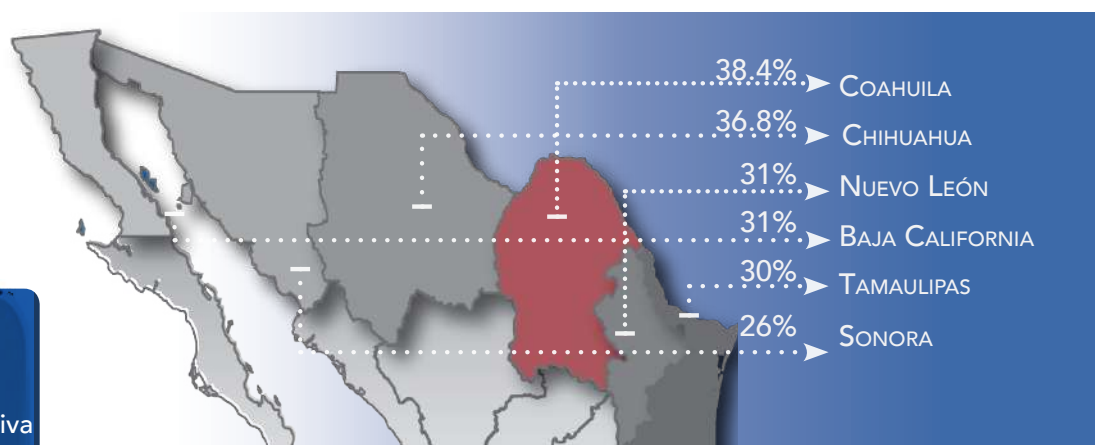 38.4% COAHUILA
36.8% CHIHUAHUA
31% NUEVO LEÓN
31% BAJA CALIFORNIA
30% TAMAULIPAS
26% SONORA
iva